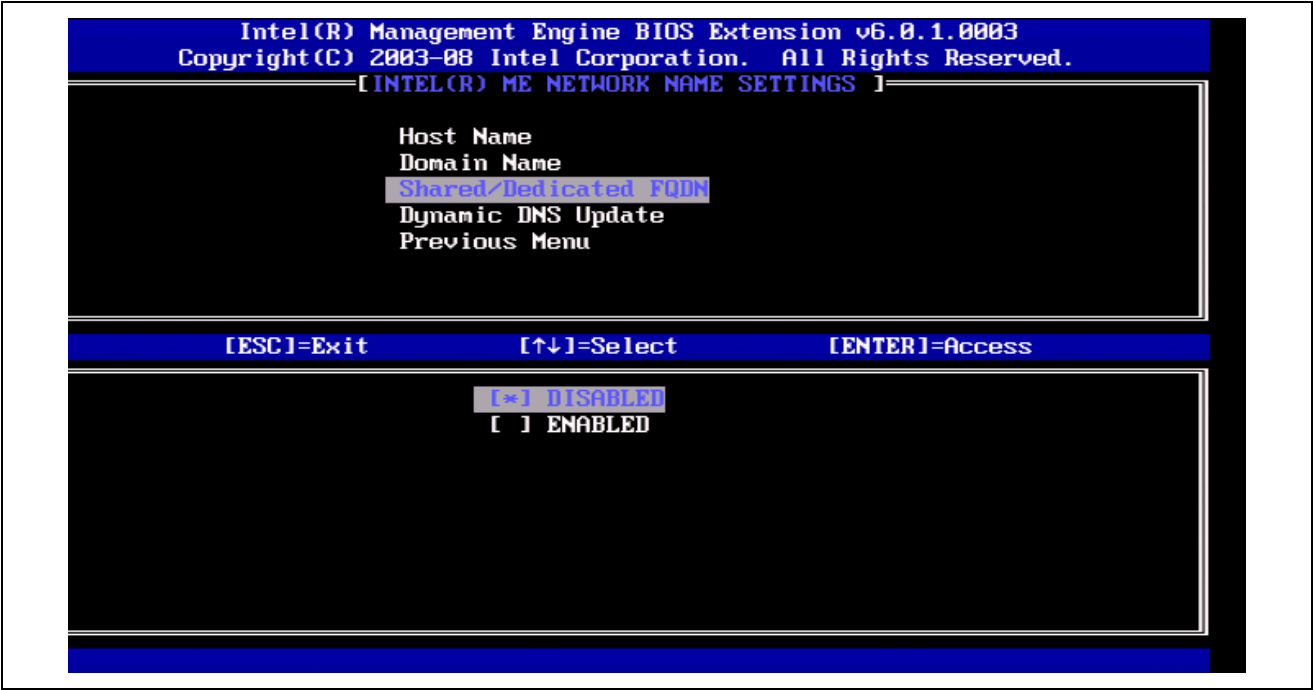 Intel(R) Management Engine BIOS Extension v6.0.1.0003
Copyright(C) 2003-08 Intel Corporation. All Rights Reserved.
[INTEL(R) ME NETWORK NAME SETTINGS ]
Host Name
Domain Name
Shared/Dedicated FQDN
Dynamic DNS Update
Previous Menu
[ESC]=Exit [↑↓]=Select [ENTER]=Access
[*] DISABLED
[ ] ENABLED